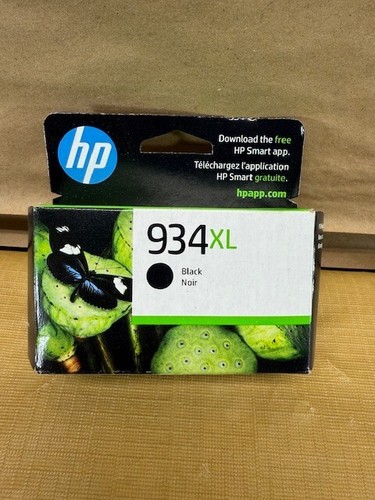 hp
Download the free
HP Smart app.
Téléchargez l'application
HP Smart gratuite.
hpapp.com
934XL
Black
Noir